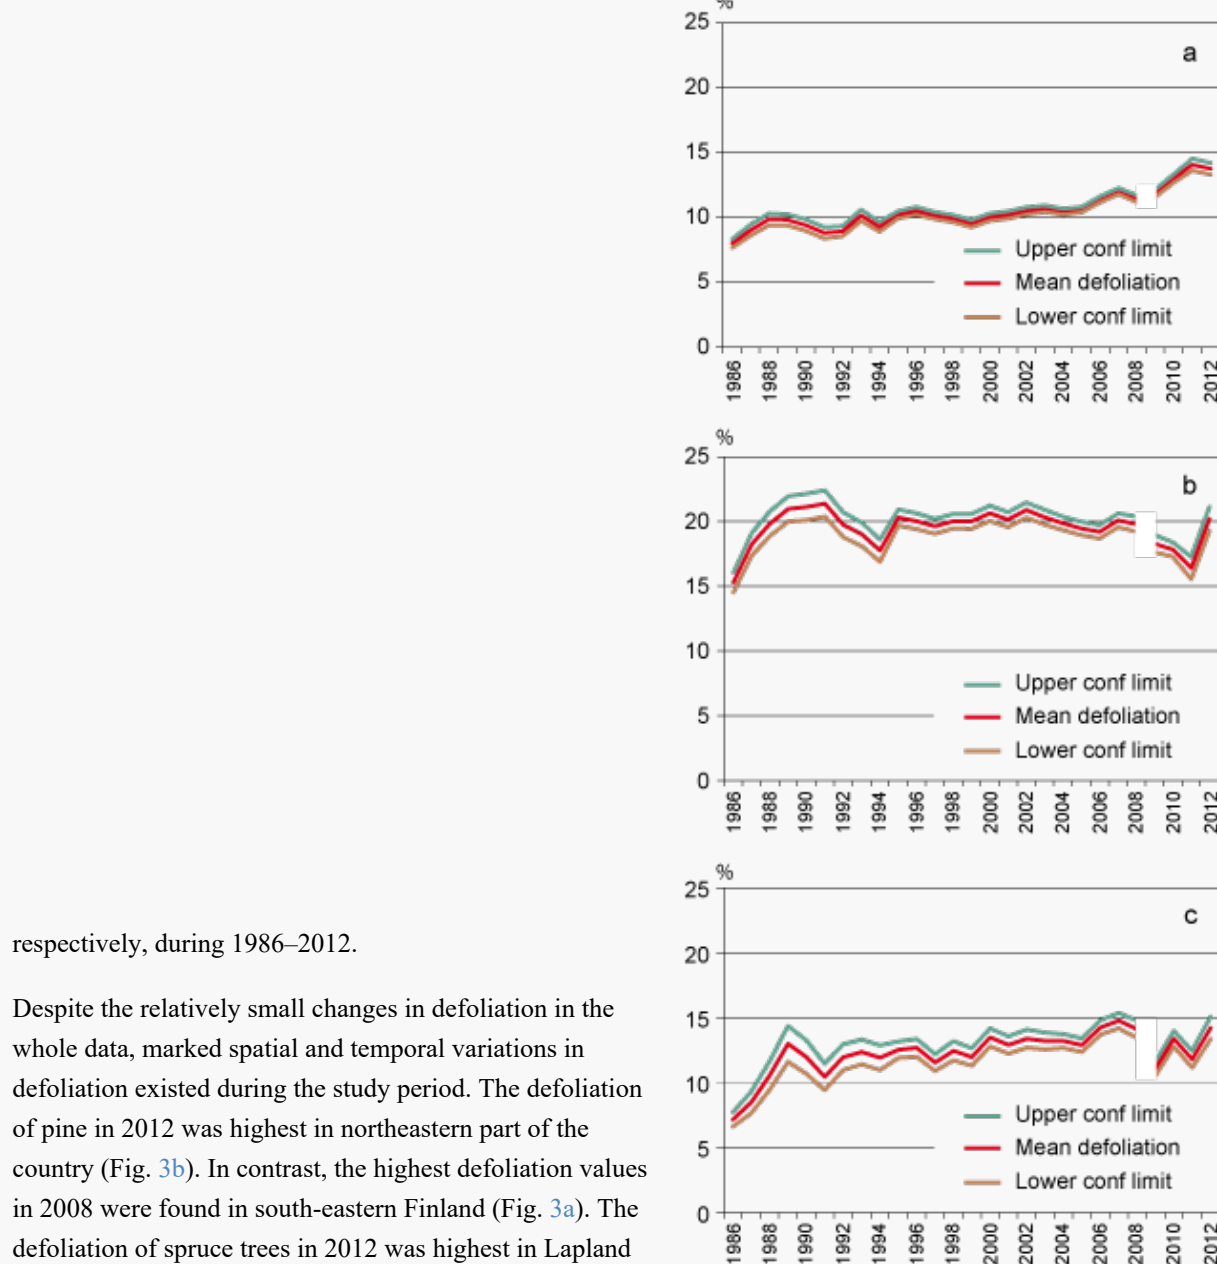 respectively, during 1986–2012.
Despite the relatively small changes in defoliation in the
whole data, marked spatial and temporal variations in
defoliation existed during the study period. The defoliation
of pine in 2012 was highest in northeastern part of the
country (Fig. 3b). In contrast, the highest defoliation values
in 2008 were found in south-eastern Finland (Fig. 3a). The
defoliation of spruce trees in 2012 was highest in Lapland
%
25
a
20
15
10
Upper conf limit
5
Mean defoliation
Lower conf limit
0
1986 1988 1990 1992 1994 1996 1998 2000 2002 2004 2006 2008 2010 2012
%
25
b
20
15
10
Upper conf limit
5
Mean defoliation
Lower conf limit
0
1986 1988 1990 1992 1994 1996 1998 2000 2002 2004 2006 2008 2010 2012
%
25
c
20
15
10
Upper conf limit
5
Mean defoliation
Lower conf limit
0
1986 1988 1990 1992 1994 1996 1998 2000 2002 2004 2006 2008 2010 2012